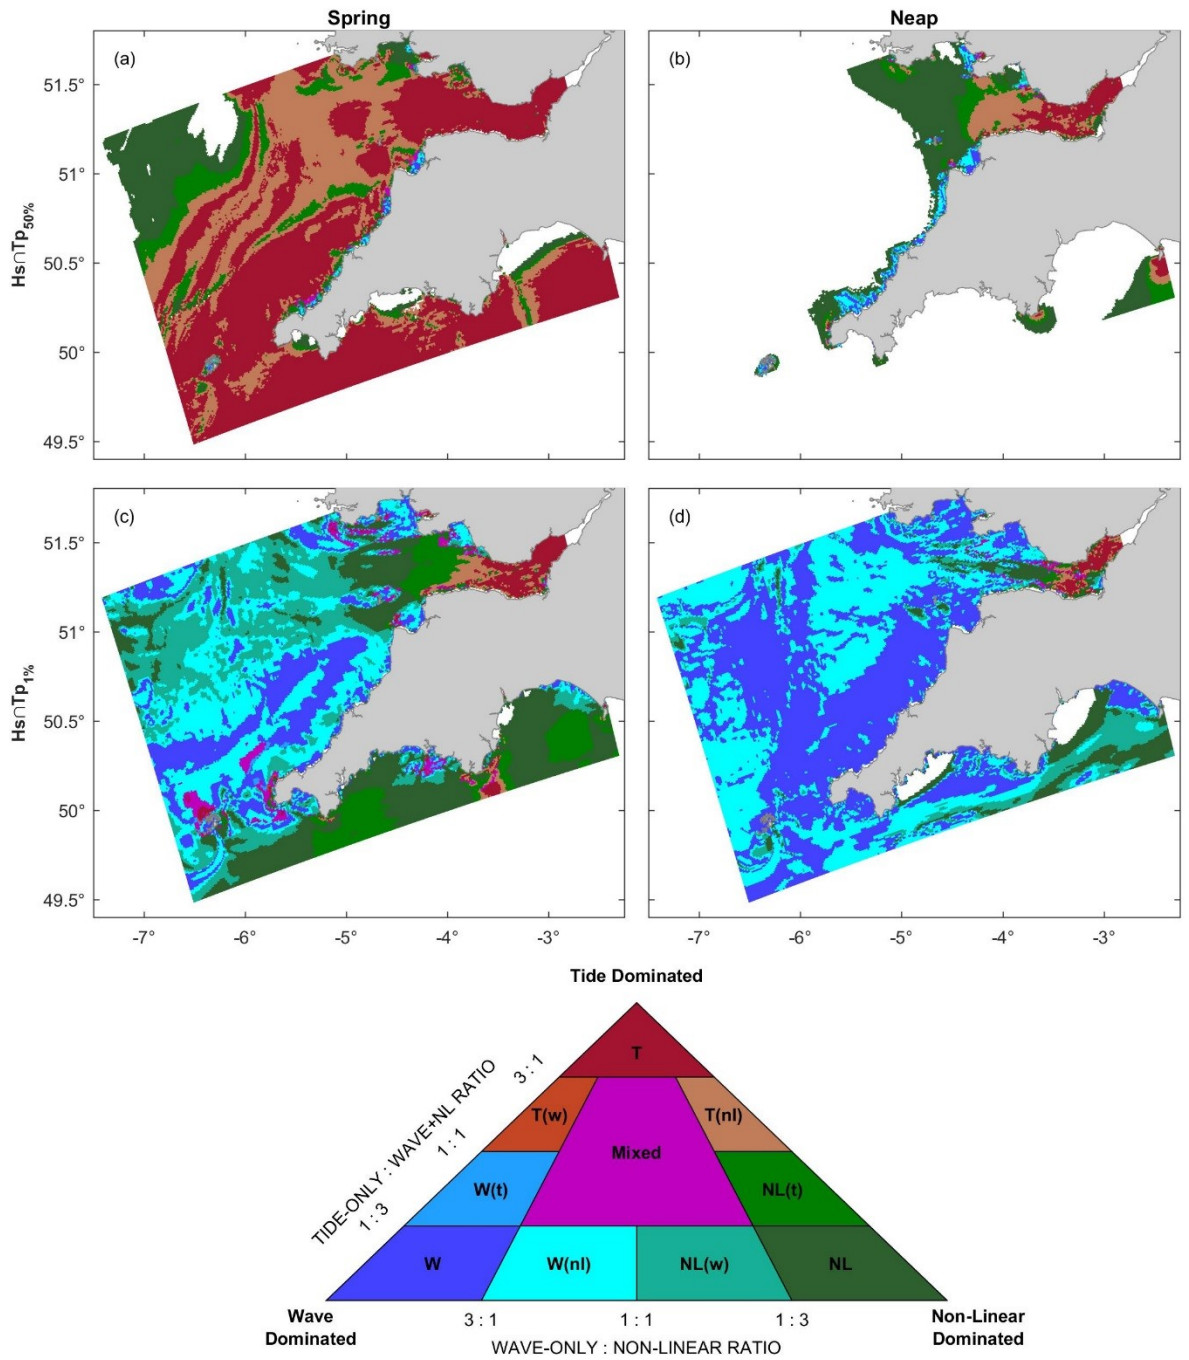 Spring
Neap
(a)
(b)
51.5°
51°
50.5°
50°
49.5°
Hs∩Tp50%
(c)
(d)
51.5°
51°
50.5°
50°
49.5°
Hs∩Tp1%
-7°
-6°
-5°
-4°
-3°
-7°
-6°
-5°
-4°
-3°
Tide Dominated
T
T(w)
T(nl)
Mixed
W(t)
NL(t)
W
W(nl)
NL(w)
NL
TIDE-ONLY : WAVE+NL RATIO
3 : 1
1 : 1
1 : 3
Wave
Dominated
3 : 1
1 : 1
1 : 3
Non-Linear
Dominated
WAVE-ONLY : NON-LINEAR RATIO